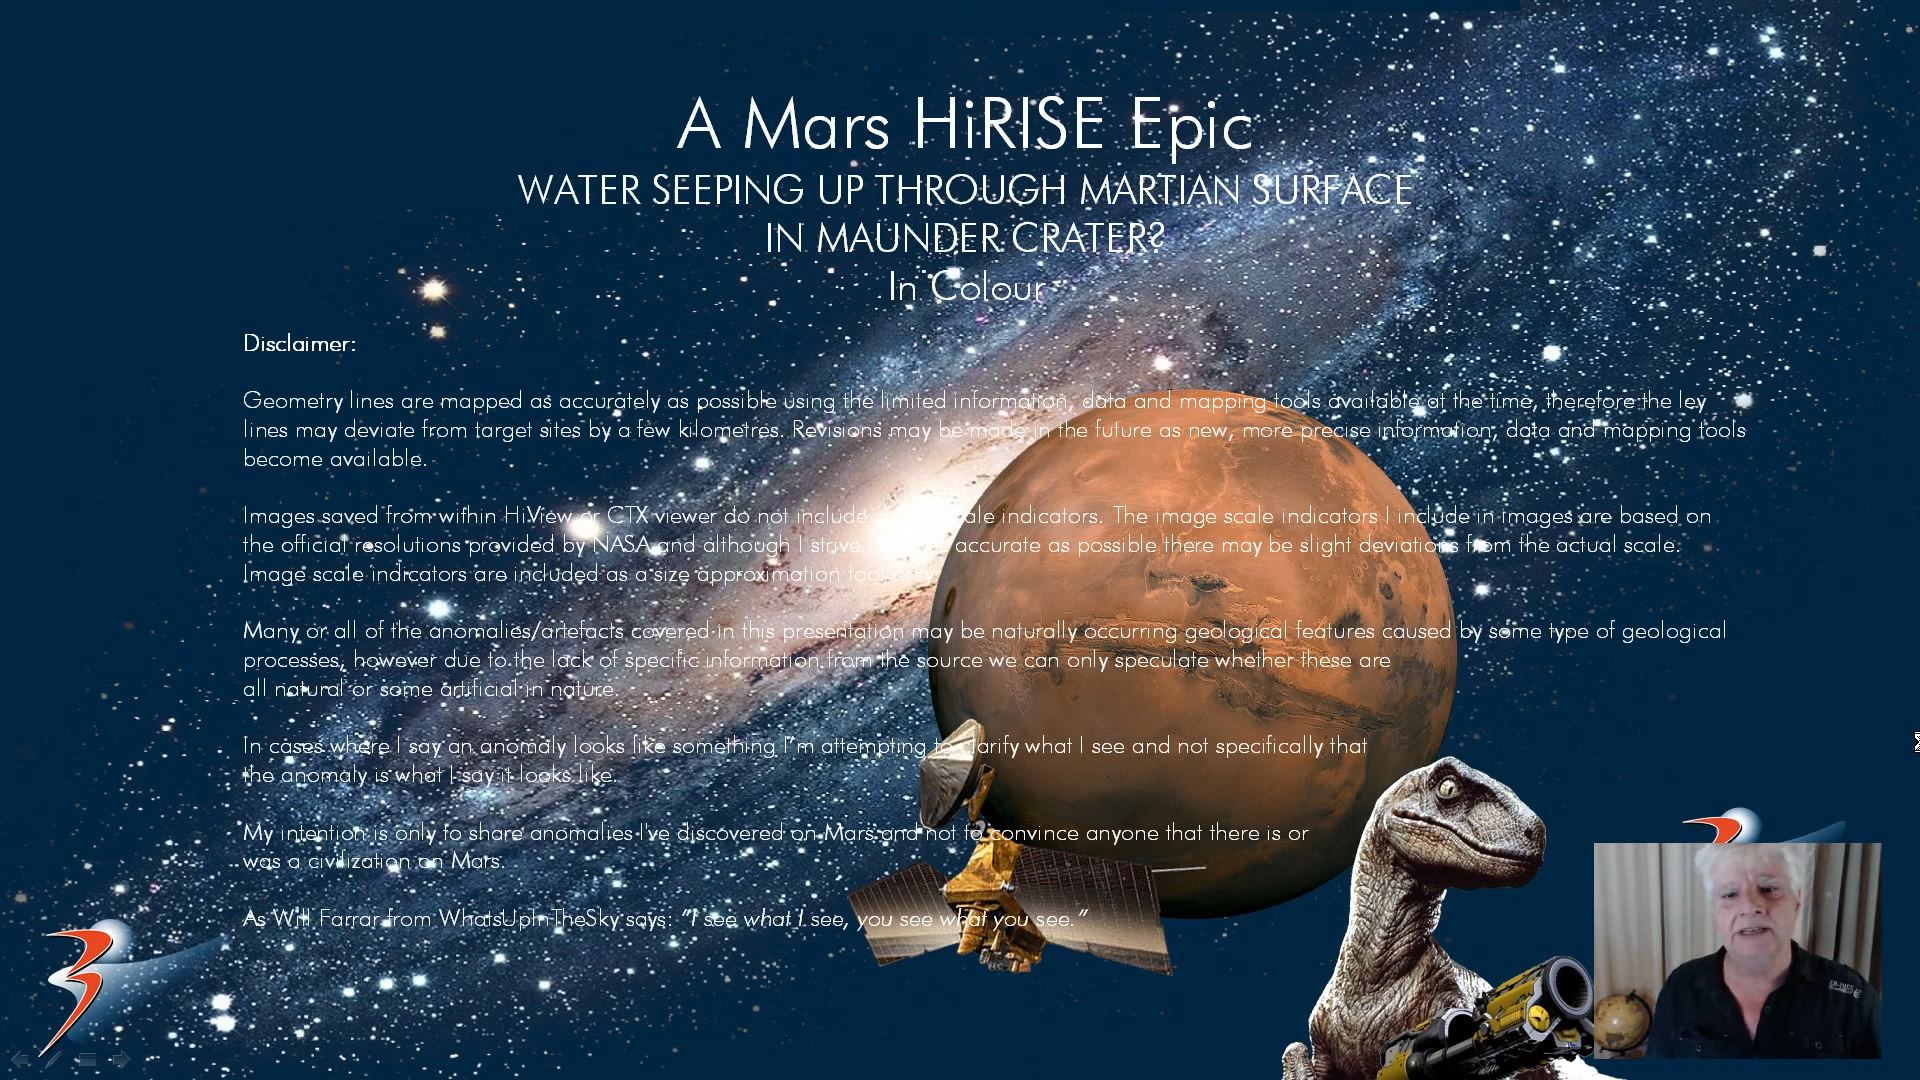 A Mars HiRISE Epic
WATER SEEPING UP THROUGH MARTIAN SURFACE
IN MAUNDER CRATER?
In Colour
Disclaimer:
Geometry lines are mapped as accurately as possible using the limited information, data and mapping tools available at the time, therefore the ley
lines may deviate from target sites by a few kilometres. Revisions may be made in the future as new, more precise information, data and mapping tools
become available.
Images saved from within HiView or CTX viewer do not include scale indicators. The image scale indicators I include in images are based on
the official resolutions provided by NASA and although I strive accurate as possible there may be slight deviations from the actual scale.
Image scale indicators are included as a size approximation tool only.
Many or all of the anomalies/artefacts covered in this presentation may be naturally occurring geological features caused by some type of geological
processes, however due to the lack of specific information from the source we can only speculate whether these are
all natural or some artificial in nature.
In cases where I say an anomaly looks like something I'm attempting to clarify what I see and not specifically that
the anomaly is what I say it looks like.
My intention is only to share anomalies I've discovered on Mars and not to convince anyone that there is or
was a civilization on Mars.
As Will Farrar from WhatsUpInTheSky says: "I see what I see, you see what you see."